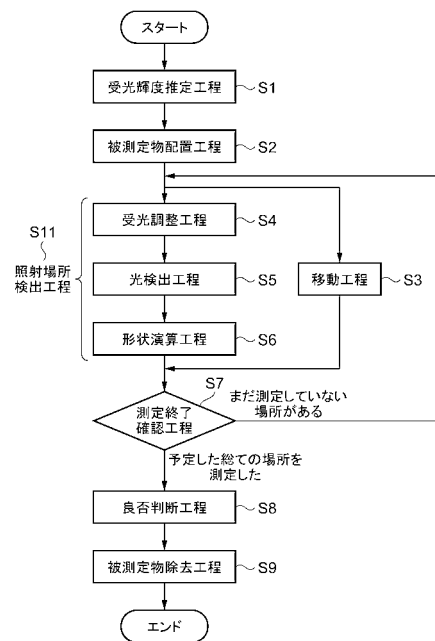 スタート
受光輝度推定工程 S1
被測定物配置工程 S2
S11
照射場所
検出工程
受光調整工程 S4
光検出工程 S5
移動工程 S3
形状演算工程 S6
S7
測定終了
確認工程
まだ測定していない
場所がある
予定した総ての場所を
測定した
良否判断工程 S8
被測定物除去工程 S9
エンド